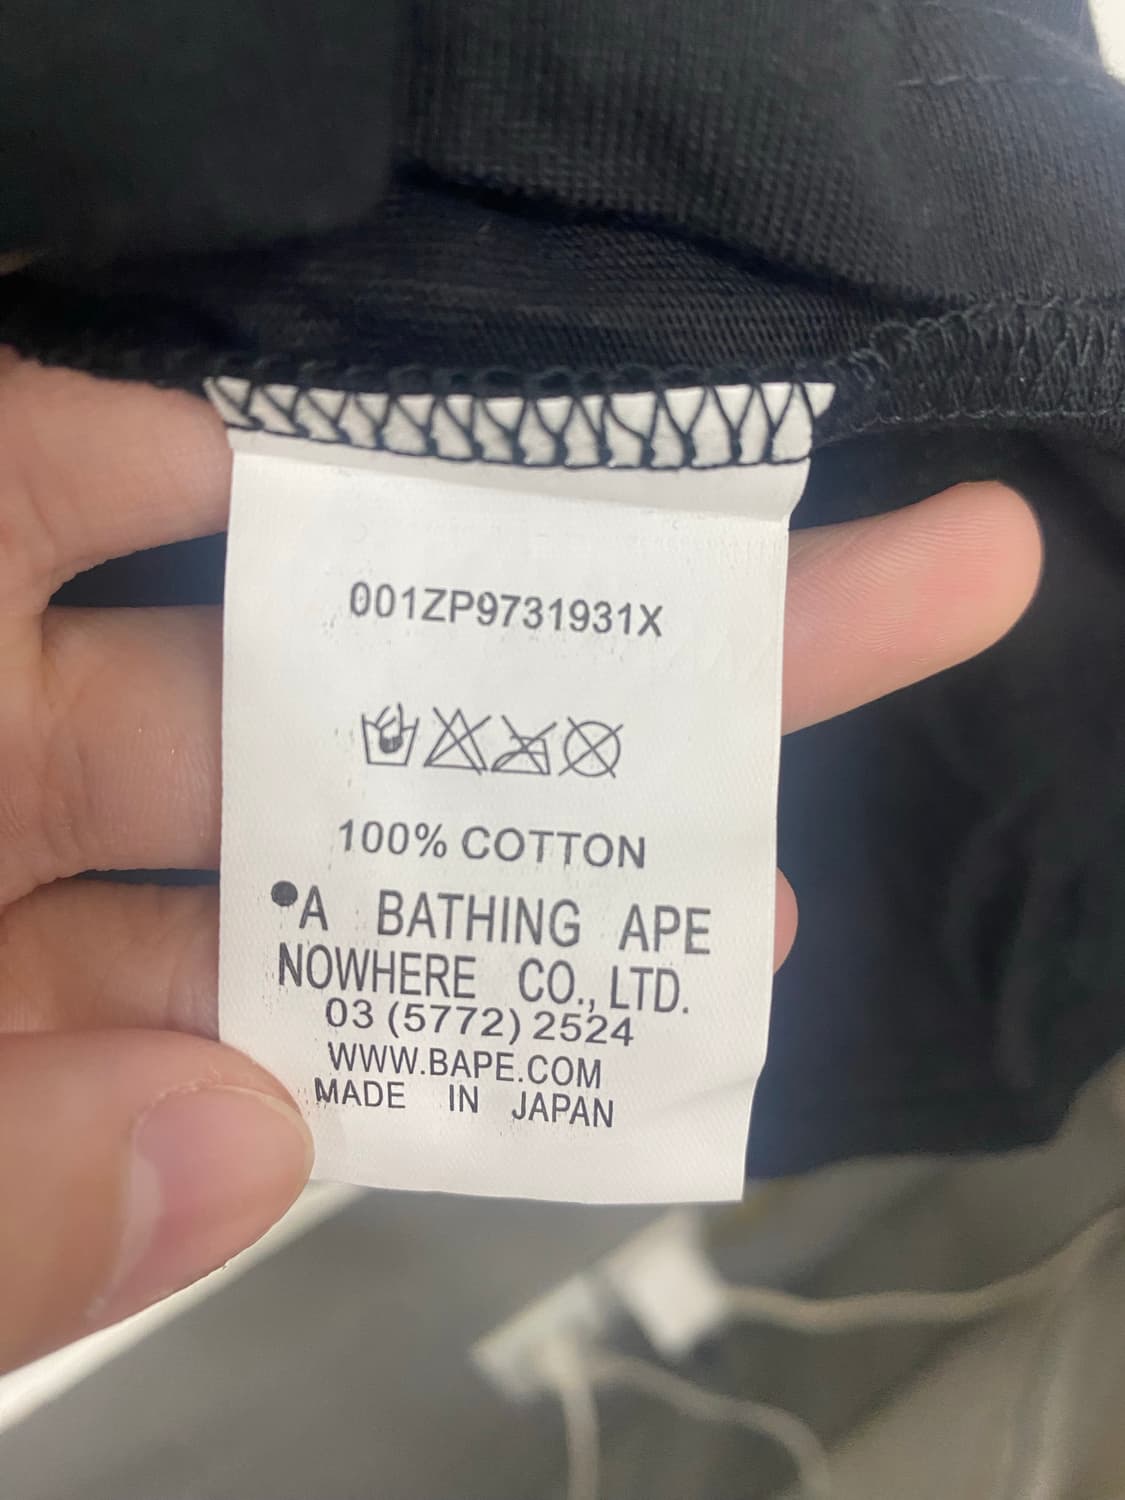 001ZP9731931X
100% COTTON
●A BATHING APE
NOWHERE CO., LTD.
03 (5772) 2524
WWW.BAPE.COM
MADE IN JAPAN